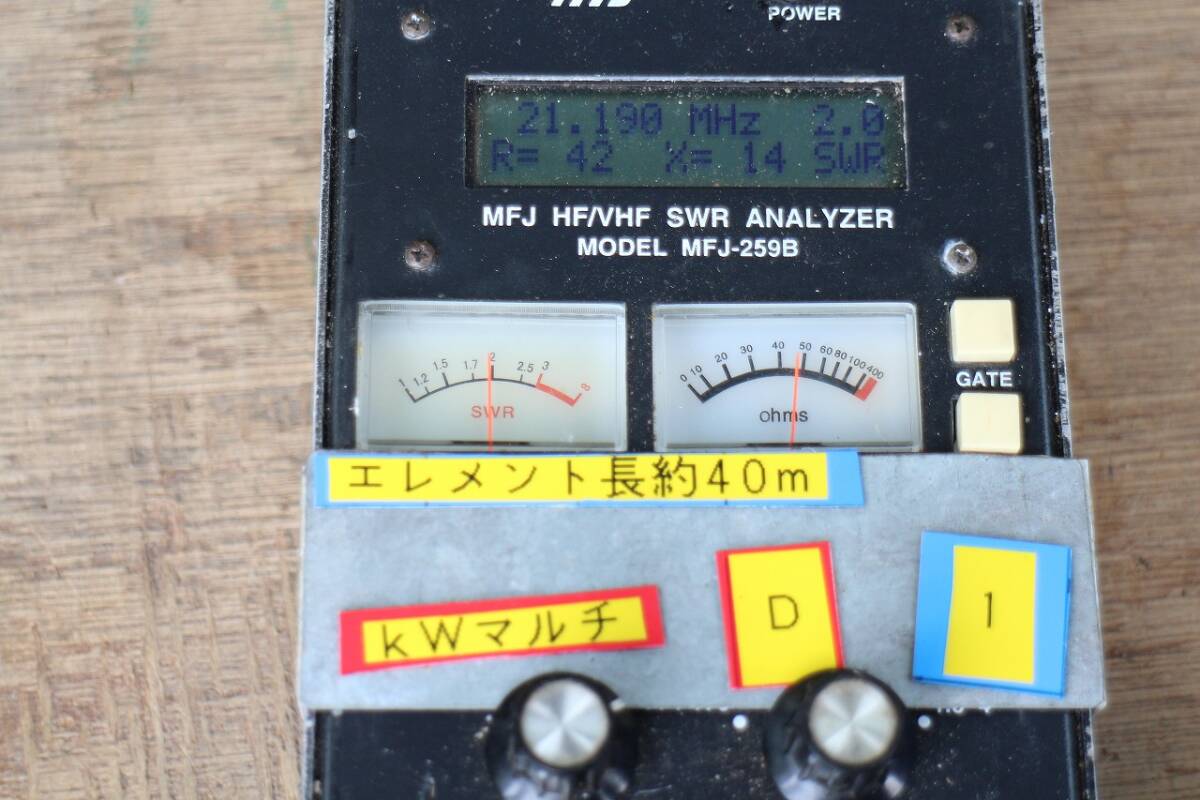 POWER
21.190 MHz 2.0
R= 42 X= 14 SWR
MFJ HF/VHF SWR ANALYZER
MODEL MFJ-259B
1 1.2 1.5 1.7 2 2.5 3
SWR
0 10 20 30 40 50 60 80 100 400
ohms
GATE
エレメント長約40m
kWマルチ
D
1